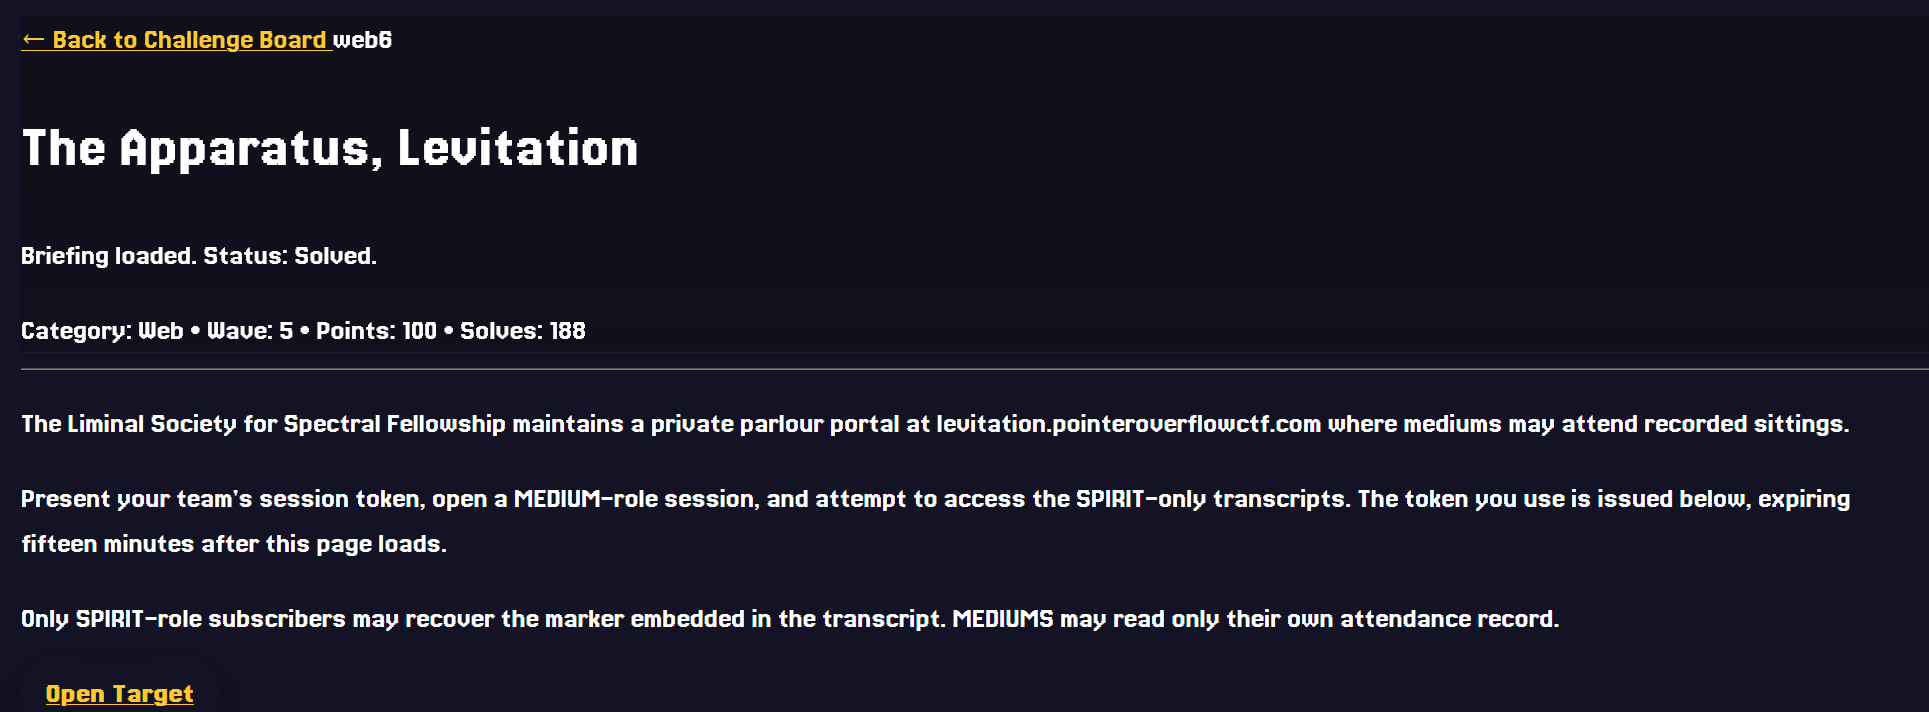 ← Back to Challenge Board web6
The Apparatus, Levitation
Briefing loaded. Status: Solved.
Category: Web • Wave: 5 • Points: 100 • Solves: 188
The Liminal Society for Spectral Fellowship maintains a private parlour portal at levitation.pointeroverflowctf.com where mediums may attend recorded sittings.
Present your team's session token, open a MEDIUM-role session, and attempt to access the SPIRIT-only transcripts. The token you use is issued below, expiring
fifteen minutes after this page loads.
Only SPIRIT-role subscribers may recover the marker embedded in the transcript. MEDIUMS may read only their own attendance record.
Open Target